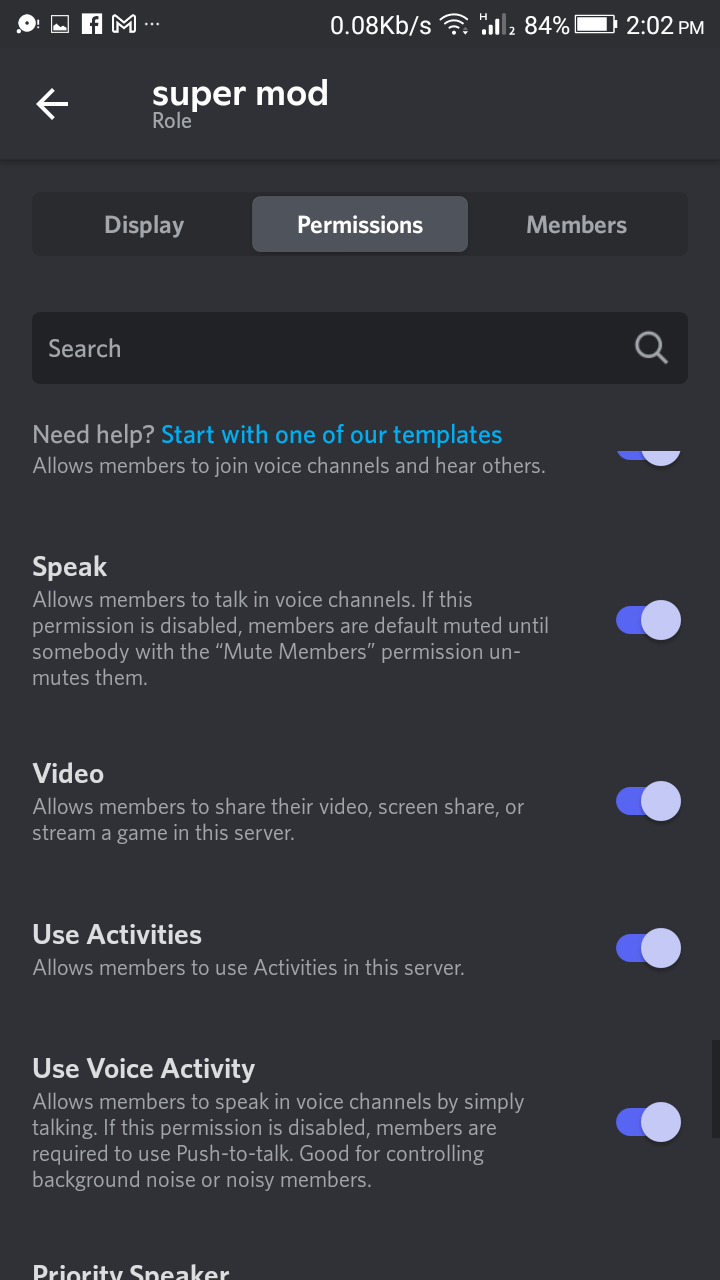 0.08Kb/s H 2 84% 2:02 PM
super mod
Role
Display Permissions Members
Search
Need help? Start with one of our templates
Allows members to join voice channels and hear others.
Speak
Allows members to talk in voice channels. If this
permission is disabled, members are default muted until
somebody with the “Mute Members” permission un-
mutes them.
Video
Allows members to share their video, screen share, or
stream a game in this server.
Use Activities
Allows members to use Activities in this server.
Use Voice Activity
Allows members to speak in voice channels by simply
talking. If this permission is disabled, members are
required to use Push-to-talk. Good for controlling
background noise or noisy members.
Priority Speaker